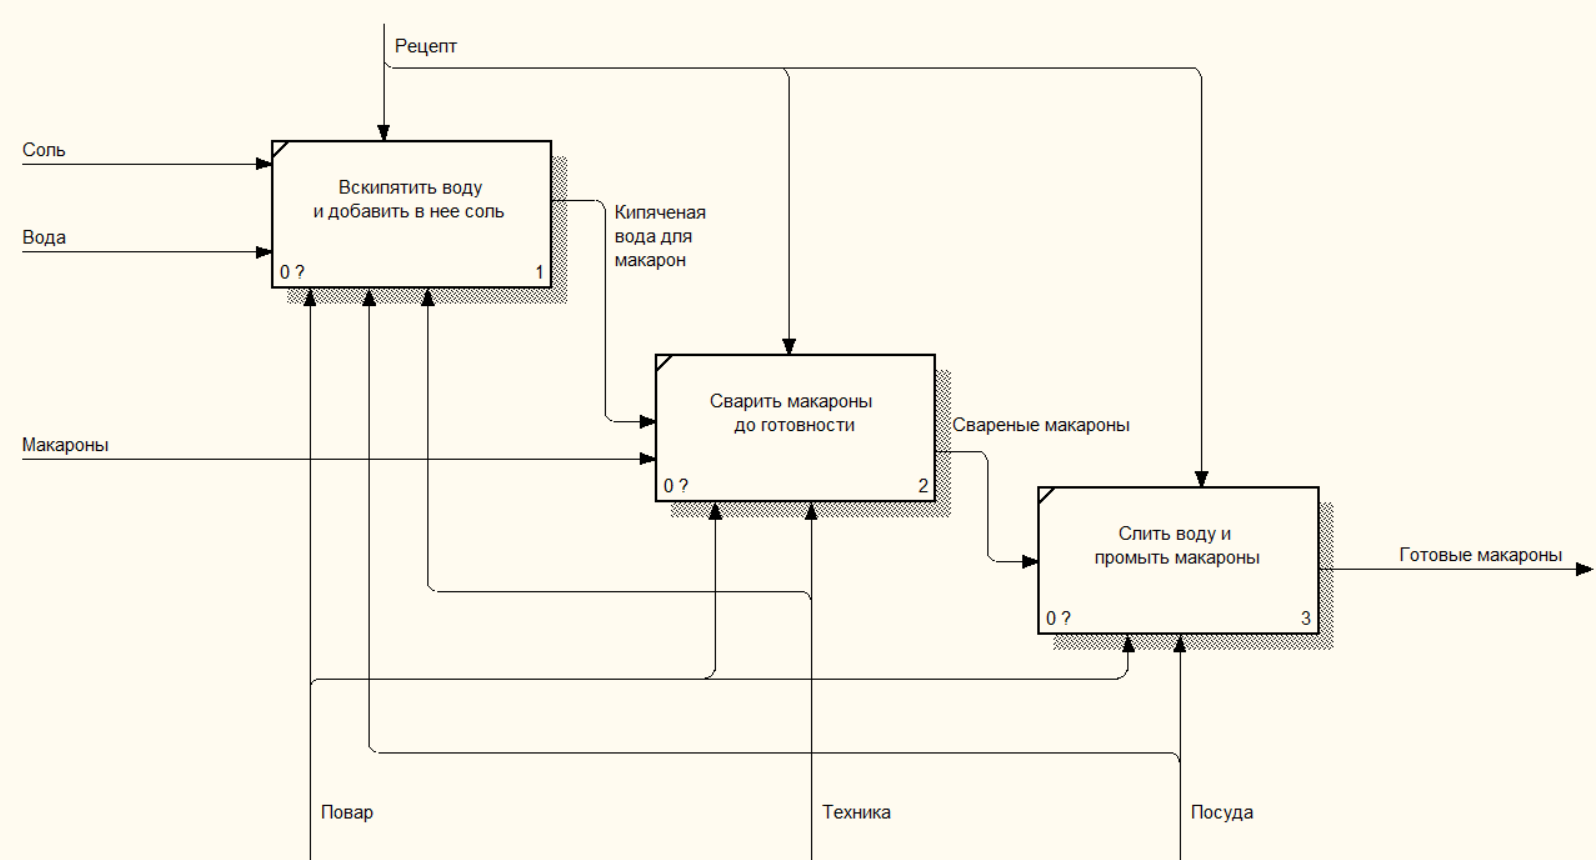 Рецепт
Соль
Вскипятить воду
и добавить в нее соль
Вода
0 ?
1
Кипяченая
вода для
макарон
Макароны
Сварить макароны
до готовности
0 ?
2
Свареные макароны
Слить воду и
промыть макароны
0 ?
3
Готовые макароны
Повар
Техника
Посуда